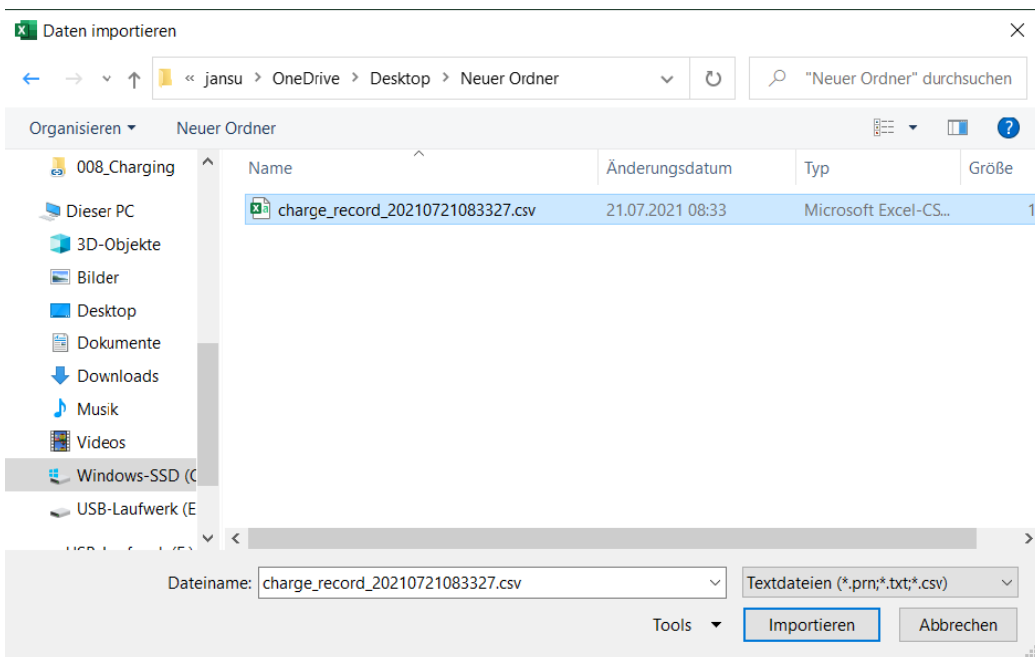 Daten importieren
« jansu > OneDrive > Desktop > Neuer Ordner
"Neuer Ordner" durchsuchen
Organisieren
Neuer Ordner
008_Charging
Dieser PC
3D-Objekte
Bilder
Desktop
Dokumente
Downloads
Musik
Videos
Windows-SSD (C
USB-Laufwerk (E
Name
Änderungsdatum
Typ
Größe
charge_record_20210721083327.csv
21.07.2021 08:33
Microsoft Excel-CS...
1
Dateiname:
charge_record_20210721083327.csv
Textdateien (*.prn;*.txt;*.csv)
Tools
Importieren
Abbrechen